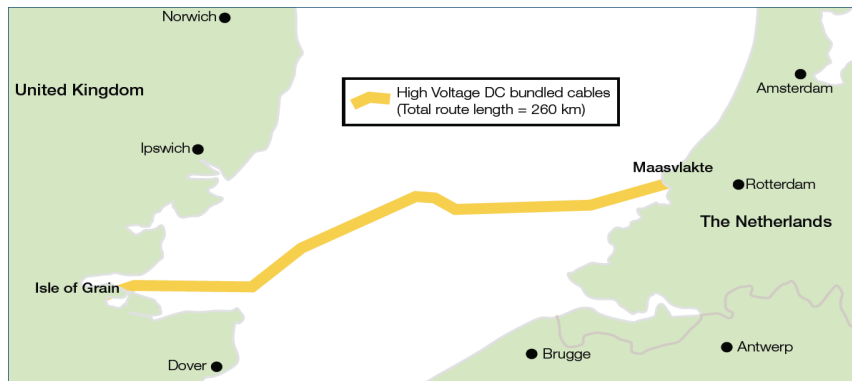 Norwich
United Kingdom
High Voltage DC bundled cables
(Total route length = 260 km)
Amsterdam
Ipswich
Maasvlakte
Rotterdam
The Netherlands
Isle of Grain
Dover
Brugge
Antwerp